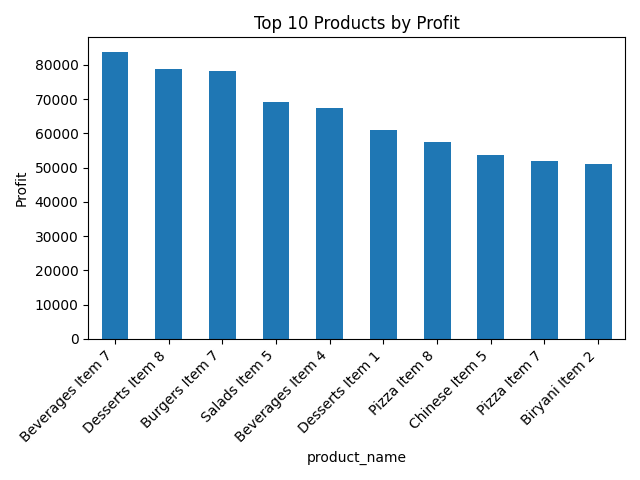 Top 10 Products by Profit
Profit
80000
70000
60000
50000
40000
30000
20000
10000
0
Beverages Item 7
Desserts Item 8
Burgers Item 7
Salads Item 5
Beverages Item 4
Desserts Item 1
Pizza Item 8
Chinese Item 5
Pizza Item 7
Biryani Item 2
product_name